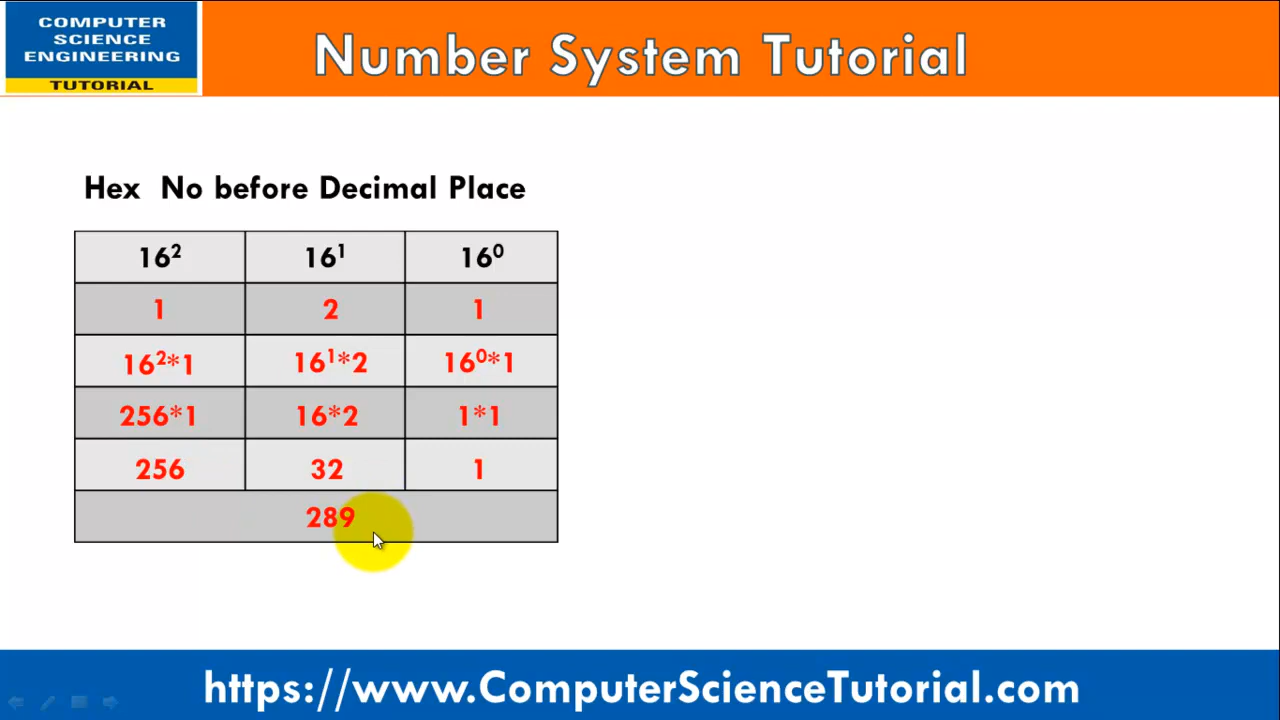 COMPUTER
SCIENCE
ENGINEERING
TUTORIAL
Number System Tutorial
Hex No before Decimal Place
16² 16¹ 16⁰
1 2 1
16²*1 16¹*2 16⁰*1
256*1 16*2 1*1
256 32 1
289
https://www.ComputerScienceTutorial.com